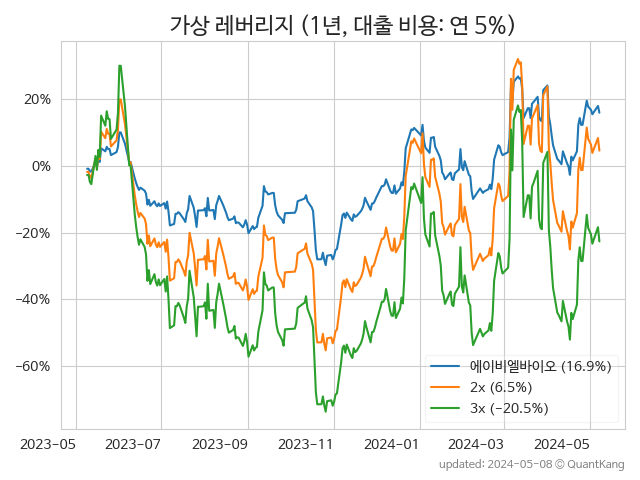 가상 레버리지 (1년, 대출 비용: 연 5%)
20%
0%
−20%
−40%
−60%
에이비엘바이오 (16.9%)
2x (6.5%)
3x (−20.5%)
2023-05 2023-07 2023-09 2023-11 2024-01 2024-03 2024-05
updated: 2024-05-08 © QuantKang